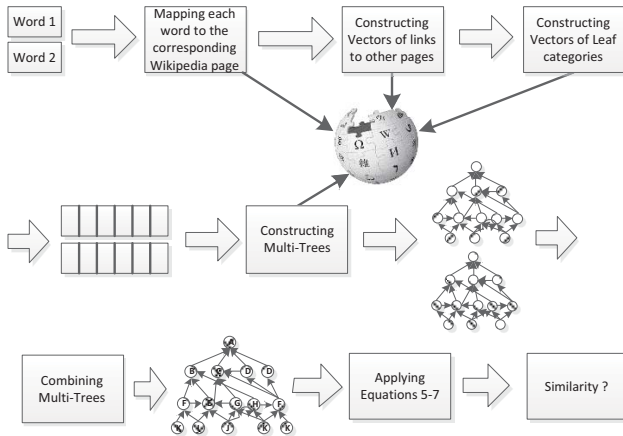 Word 1
Word 2
Mapping each
word to the
corresponding
Wikipedia page
Constructing
Vectors of links
to other pages
Constructing
Vectors of Leaf
categories
Ω
W
И
Constructing
Multi-Trees
Combining
Multi-Trees
A
B
D
D
F
G
H
F
K
J
K
K
Applying
Equations 5-7
Similarity ?